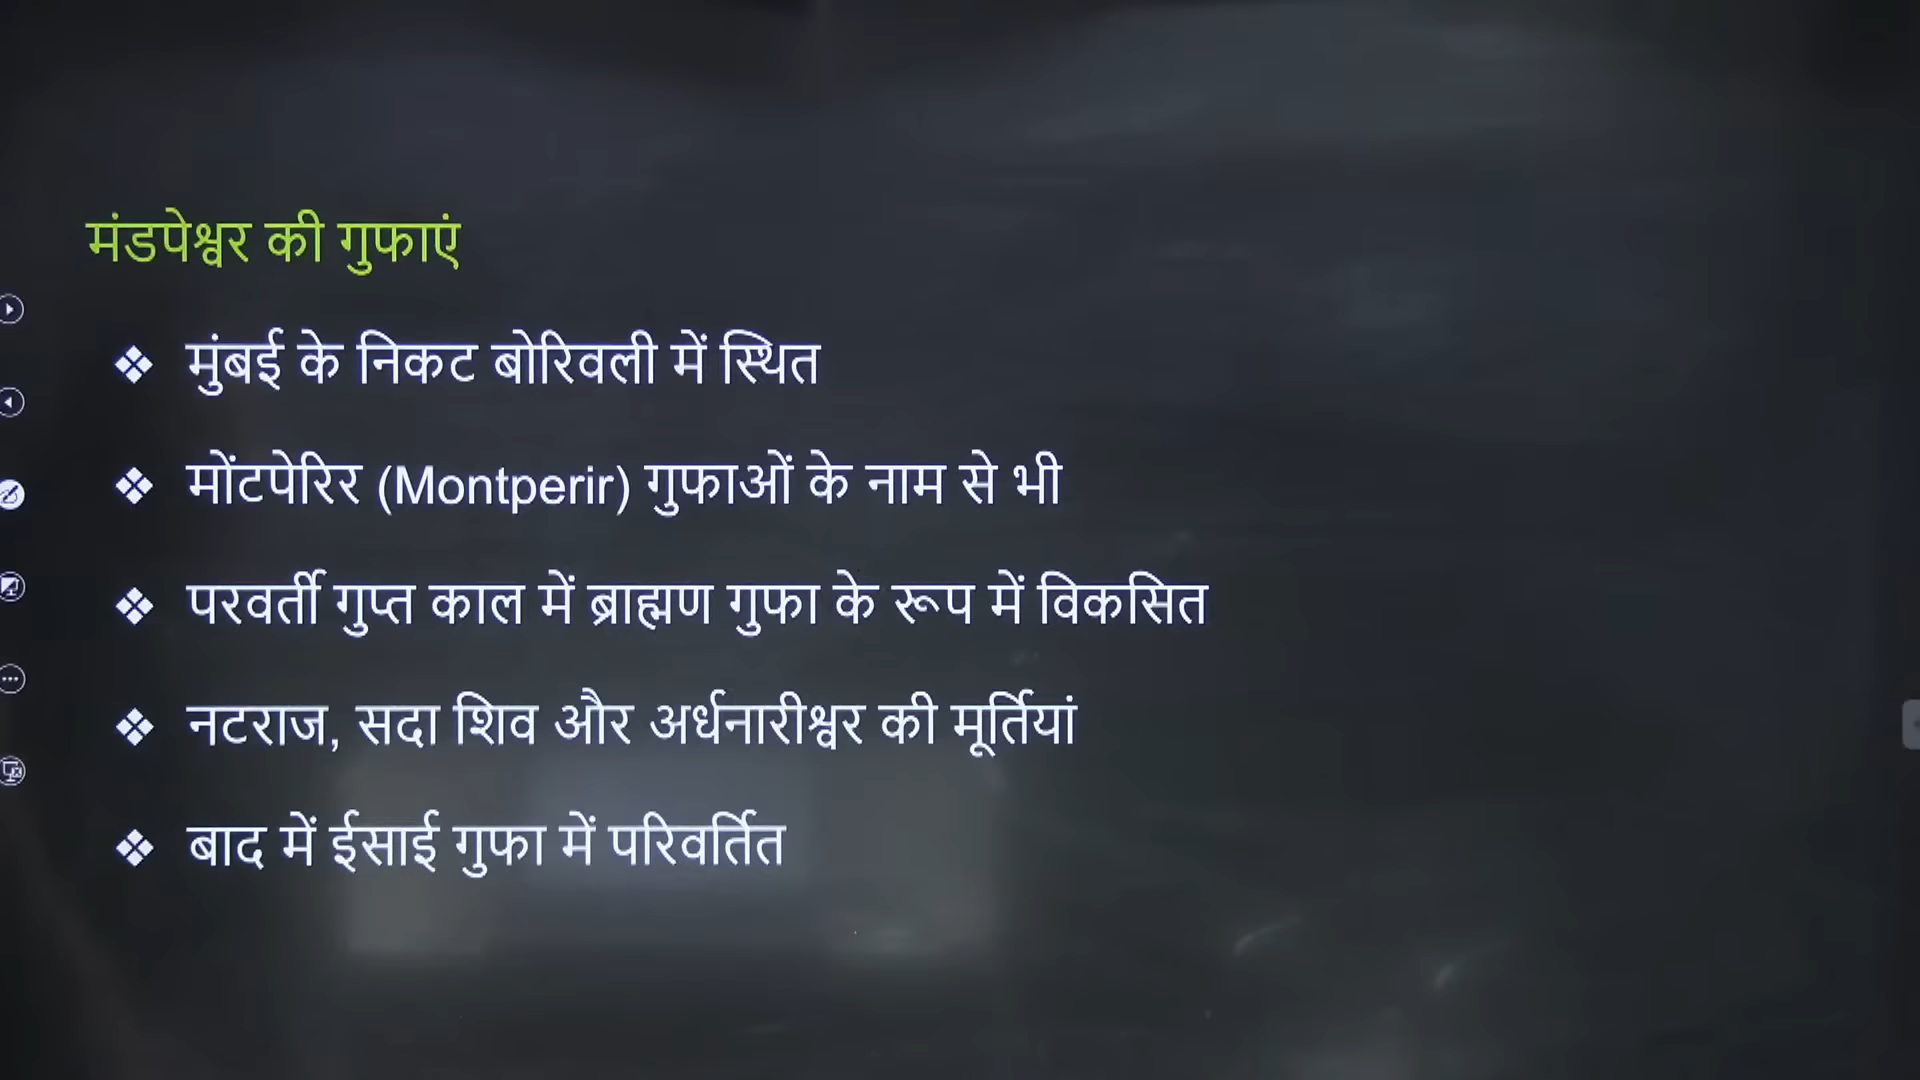 मंडपेश्वर की गुफाएं
❖ मुंबई के निकट बोरिवली में स्थित
❖ मोंटपेरिर (Montperir) गुफाओं के नाम से भी
❖ परवर्ती गुप्त काल में ब्राह्मण गुफा के रूप में विकसित
❖ नटराज, सदा शिव और अर्धनारीश्वर की मूर्तियां
❖ बाद में ईसाई गुफा में परिवर्तित